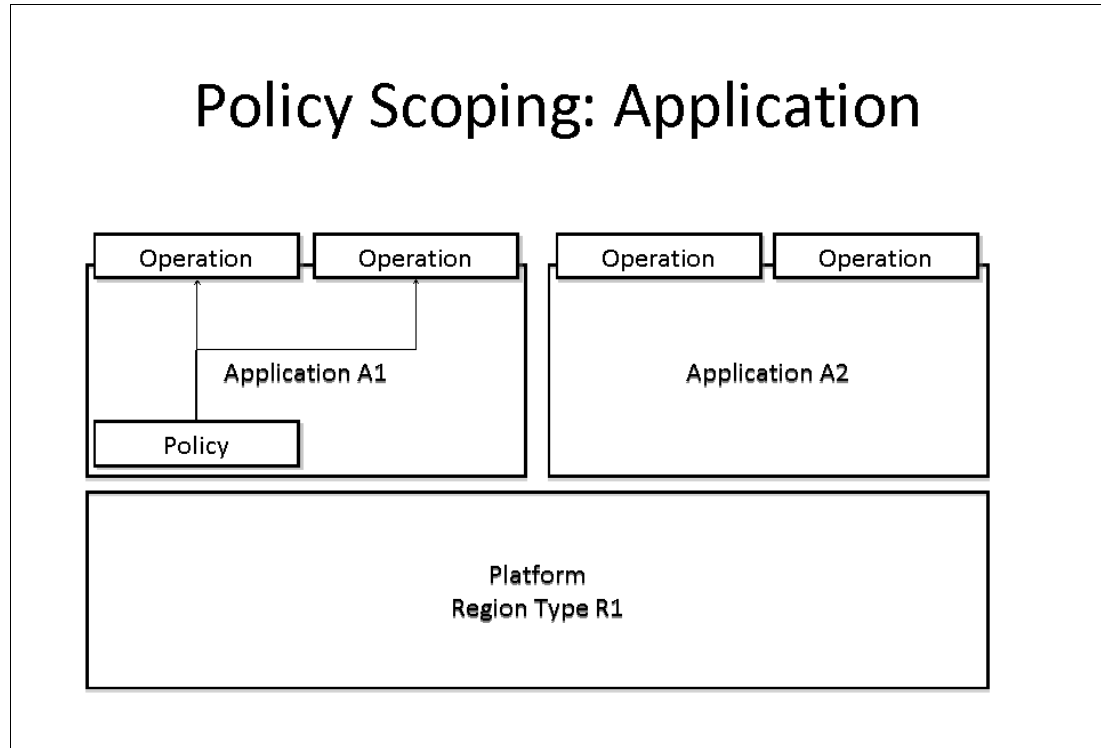 Policy Scoping: Application
Operation
Operation
Operation
Operation
Application A1
Application A2
Policy
Platform
Region Type R1